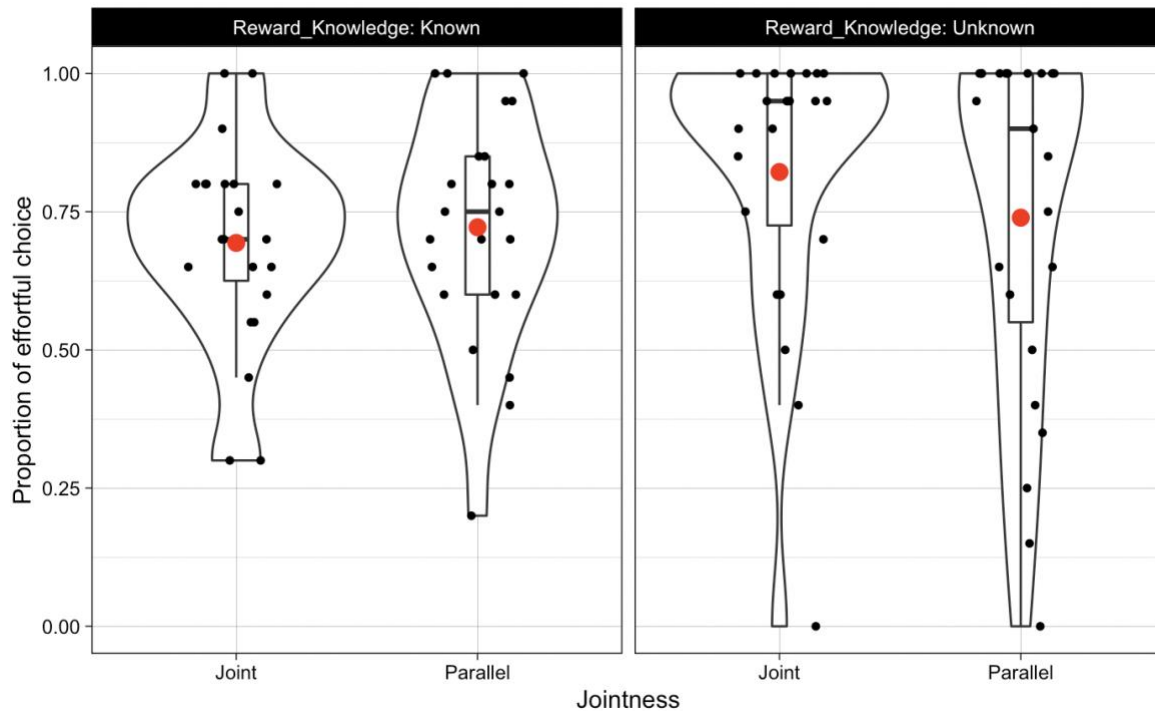 Reward_Knowledge: Known
Reward_Knowledge: Unknown
1.00
0.75
0.50
0.25
0.00
Proportion of effortful choice
Joint
Parallel
Joint
Parallel
Jointness